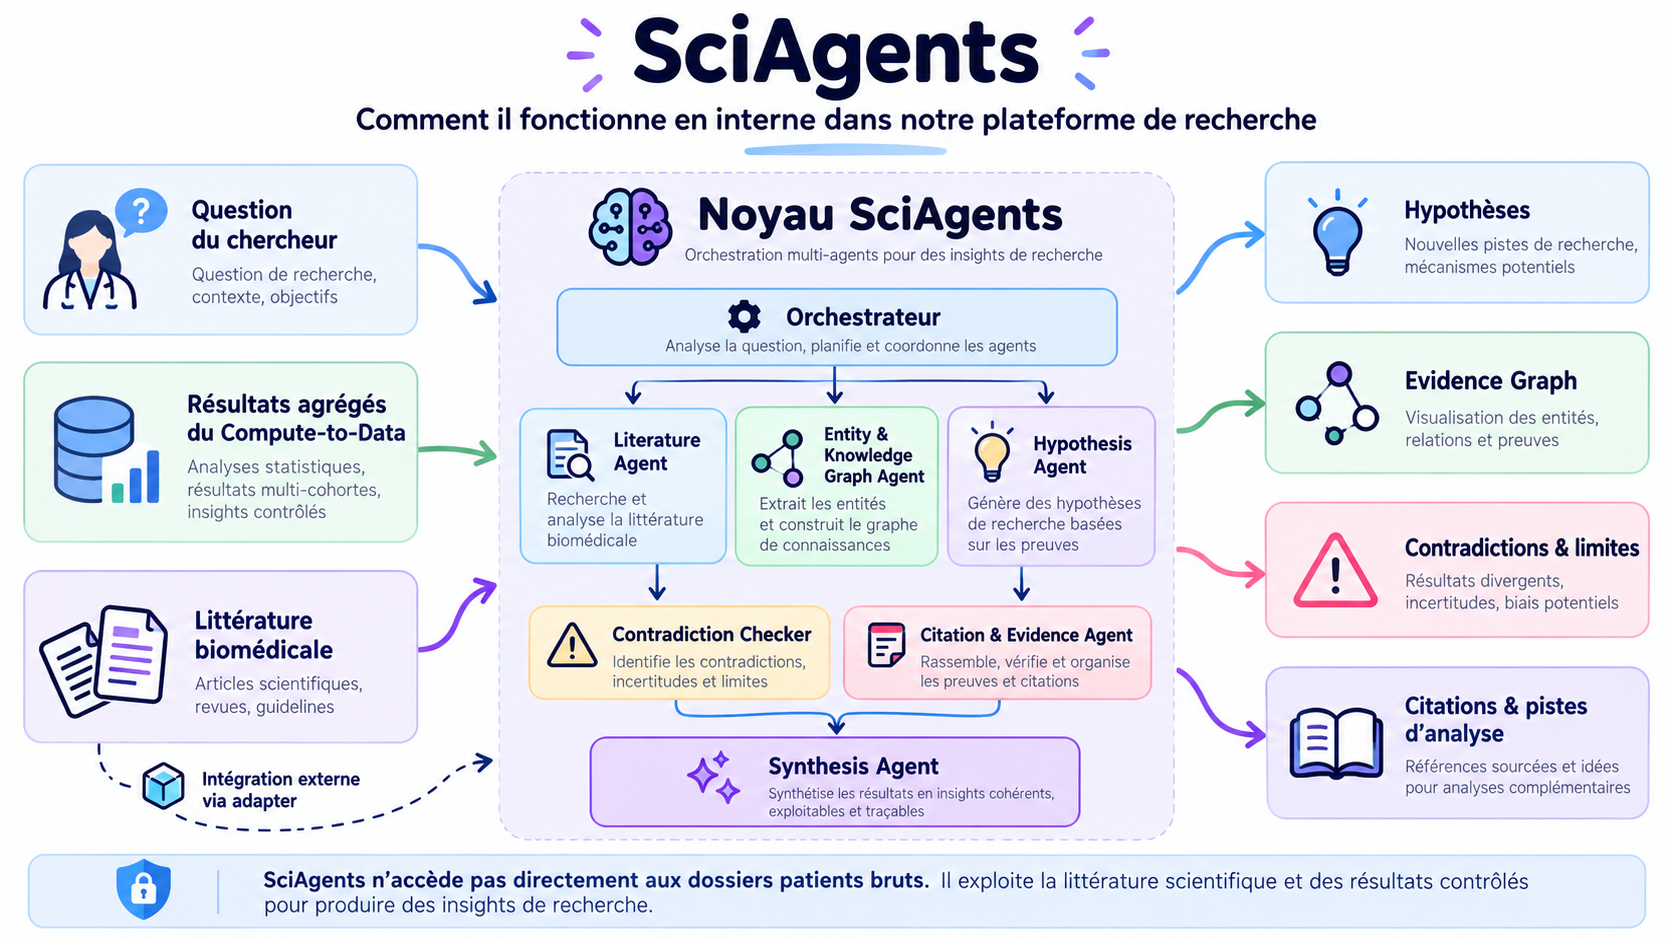 SciAgents
Comment il fonctionne en interne dans notre plateforme de recherche
?
Question
du chercheur
Question de recherche,
contexte, objectifs
Résultats agrégés
du Compute-to-Data
Analyses statistiques,
résultats multi-cohortes,
insights contrôlés
Littérature
biomédicale
Articles scientifiques,
revues, guidelines
Intégration externe
via adapter
Noyau SciAgents
Orchestration multi-agents pour des insights de recherche
Orchestrateur
Analyse la question, planifie et coordonne les agents
Literature
Agent
Recherche et
analyse la littérature
biomédicale
Entity &
Knowledge
Graph Agent
Extrait les entités
et construit le graphe
de connaissances
Hypothesis
Agent
Génère des hypothèses
de recherche basées
sur les preuves
Contradiction Checker
Identifie les contradictions,
incertitudes et limites
Citation & Evidence Agent
Rassemble, vérifie et organise
les preuves et citations
Synthesis Agent
Synthétise les résultats en insights cohérents,
exploitables et traçables
Hypothèses
Nouvelles pistes de recherche,
mécanismes potentiels
Evidence Graph
Visualisation des entités,
relations et preuves
Contradictions & limites
Résultats divergents,
incertitudes, biais potentiels
Citations & pistes
d'analyse
Références sourcées et idées
pour analyses complémentaires
SciAgents n'accède pas directement aux dossiers patients bruts. Il exploite la littérature scientifique et des résultats contrôlés
pour produire des insights de recherche.